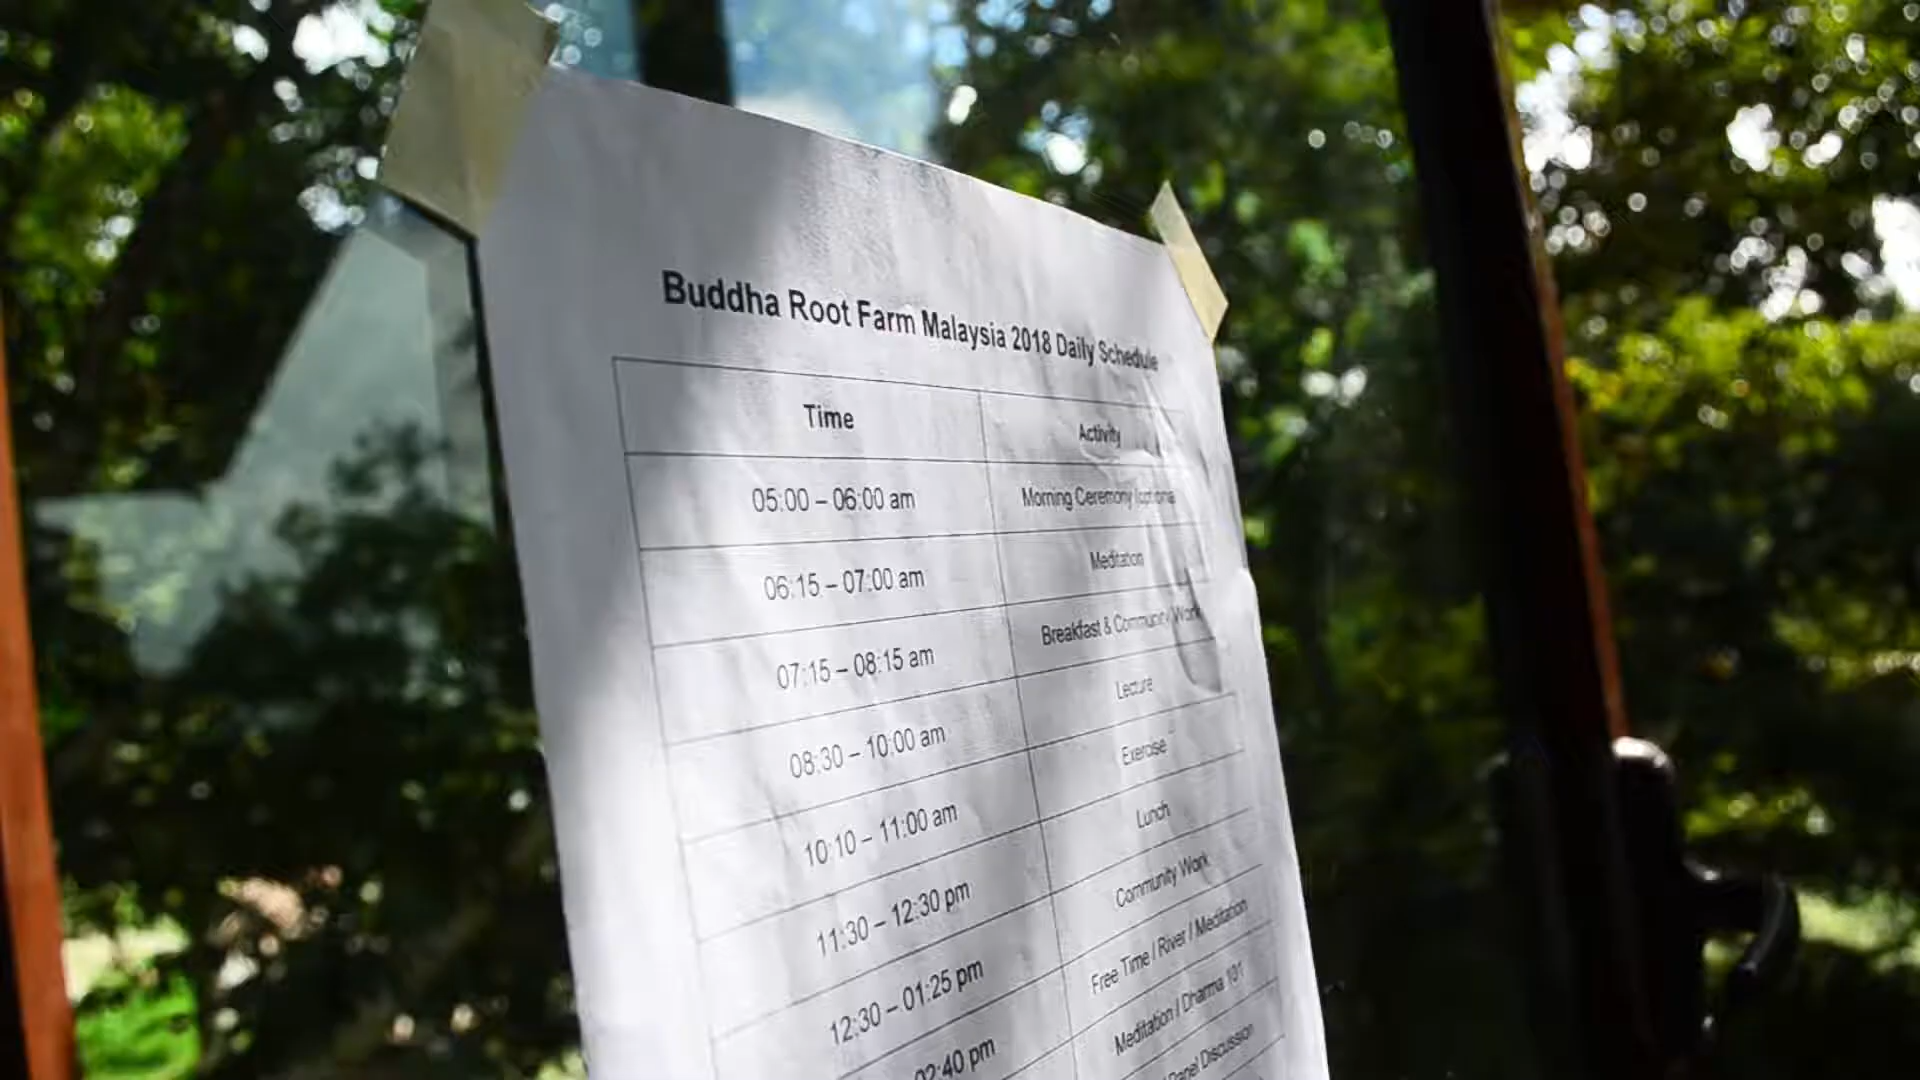 Buddha Root Farm Malaysia 2018 Daily Schedule
Time Activity
05:00 – 06:00 am Morning Ceremony
06:15 – 07:00 am Meditation
07:15 – 08:15 am Breakfast & Community Work
08:30 – 10:00 am Lecture
10:10 – 11:00 am Exercise
11:30 – 12:30 pm Lunch
12:30 – 01:25 pm Community Work
02:40 pm Free Time / River / Meditation
Meditation / Dharma 101
/ Panel Discussion